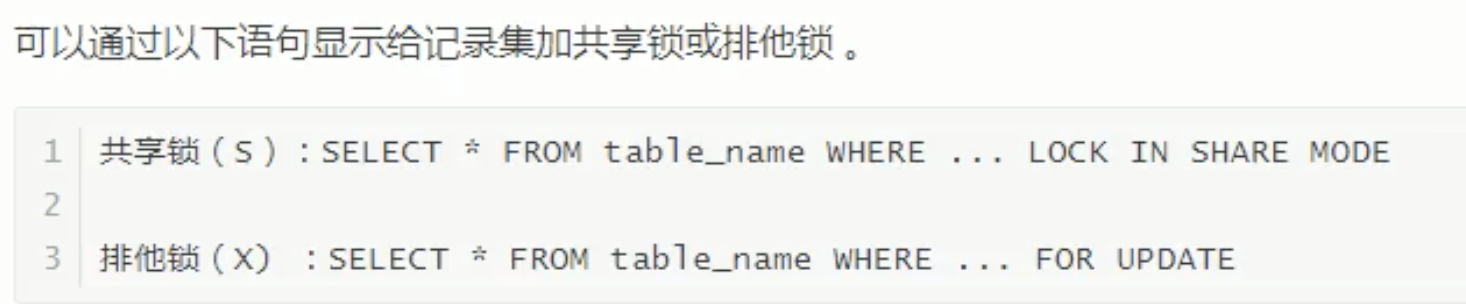 可以通过以下语句显示给记录集加共享锁或排他锁 。
1 共享锁（S）：SELECT * FROM table_name WHERE ... LOCK IN SHARE MODE
2
3 排他锁（X) ：SELECT * FROM table_name WHERE ... FOR UPDATE